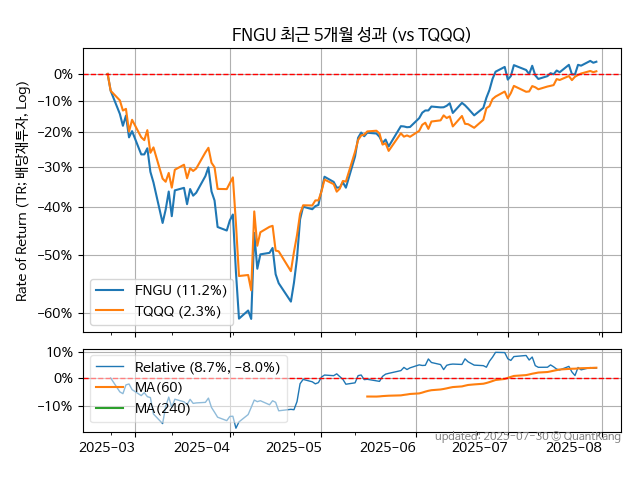 FNGU 최근 5개월 성과 (vs TQQQ)
Rate of Return (TR: 배당재투자, Log)
0%
−10%
−20%
−30%
−40%
−50%
−60%
FNGU (11.2%)
TQQQ (2.3%)
10%
0%
−10%
Relative (8.7%, −8.0%)
MA(60)
MA(240)
2025-03
2025-04
2025-05
2025-06
2025-07
2025-08
updated: 2025-07-30 © QuantKang